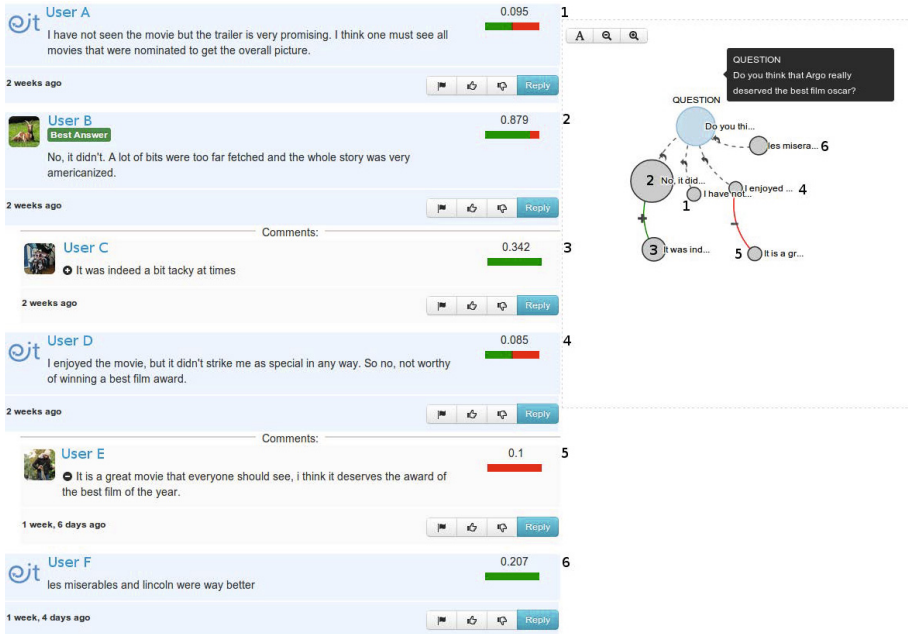 User A
0.095
1
I have not seen the movie but the trailer is very promising. I think one must see all
movies that were nominated to get the overall picture.
2 weeks ago
Reply
User B
Best Answer
0.879
2
No, it didn't. A lot of bits were too far fetched and the whole story was very
americanized.
2 weeks ago
Reply
Comments:
User C
0.342
3
It was indeed a bit tacky at times
2 weeks ago
Reply
User D
0.085
4
I enjoyed the movie, but it didn't strike me as special in any way. So no, not worthy
of winning a best film award.
2 weeks ago
Reply
Comments:
User E
0.1
5
It is a great movie that everyone should see, i think it deserves the award of
the best film of the year.
1 week, 6 days ago
Reply
User F
0.207
6
les miserables and lincoln were way better
1 week, 4 days ago
Reply
A
QUESTION
Do you think that Argo really
deserved the best film oscar?
QUESTION
Do you thi...
les misera... 6
2 No, it did...
I have not...
1
I enjoyed ... 4
3 It was ind...
5 It is a gr...
eit
eit
eit